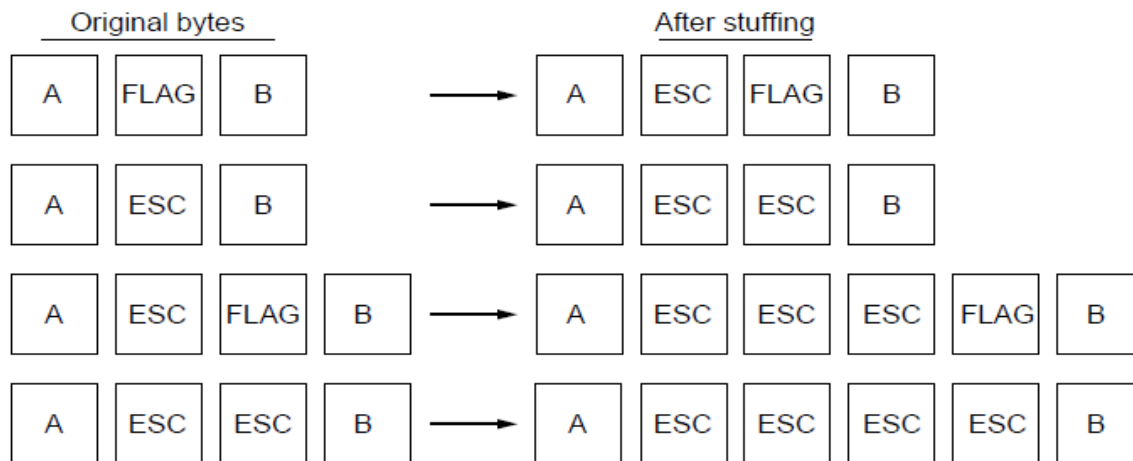 Original bytes After stuffing
A FLAG B A ESC FLAG B
A ESC B A ESC ESC B
A ESC FLAG B A ESC ESC ESC FLAG B
A ESC ESC B A ESC ESC ESC ESC B